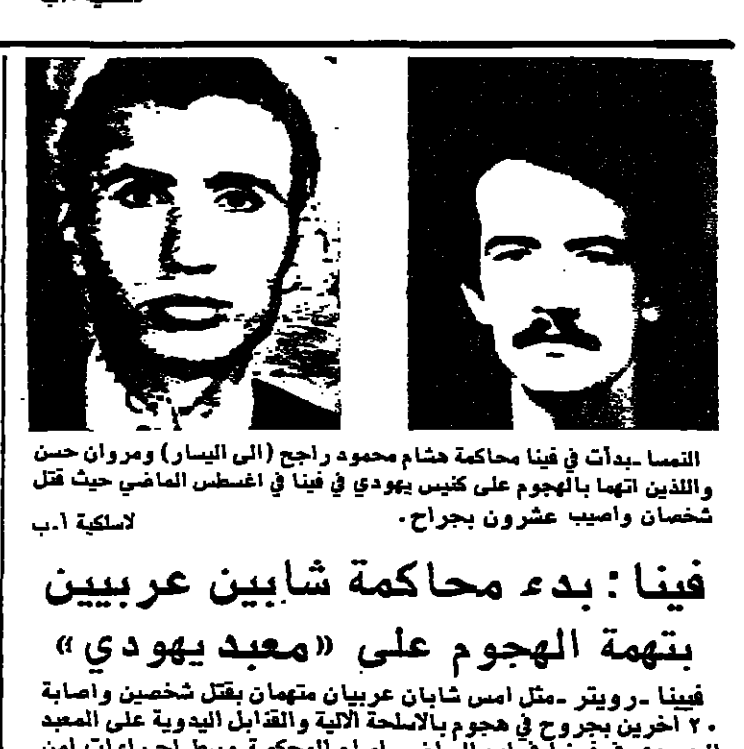 النمسا ـ بدأت في فينا محاكمة هشام محمود راجح (الى اليسار) ومروان حسن
واللذين اتهما بالهجوم على كنيس يهودي في فينا في اغسطس الماضي حيث قتل
شخصان واصيب عشرون بجراح .
لاسلكية أ.ب
فينا : بدء محاكمة شابين عربيين
بتهمة الهجوم على «معبد يهودي»
فيينا ـ رويتر ـ مثل امس شابان عربيان متهمان بقتل شخصين واصابة
٢٠ آخرين بجروح في هجوم بالاسلحة الآلية والقنابل اليدوية على المعبد